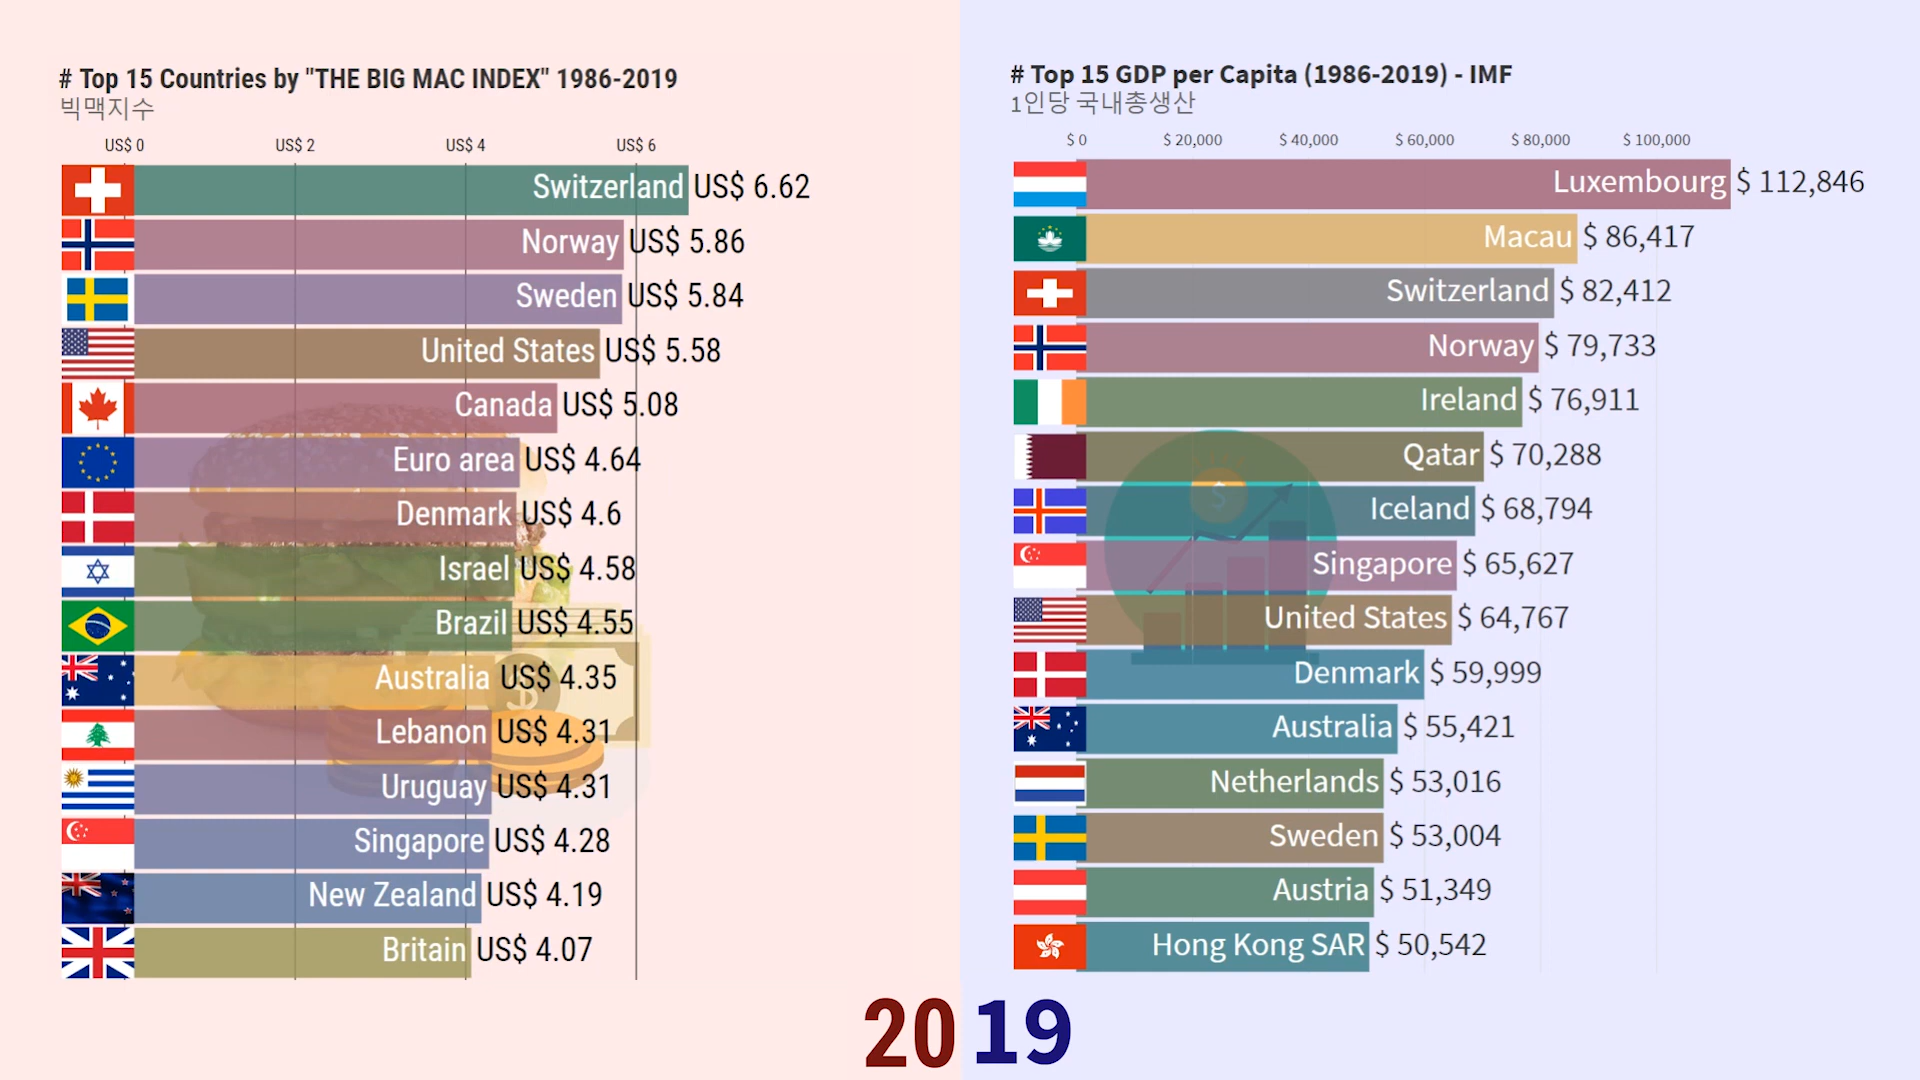 # Top 15 Countries by "THE BIG MAC INDEX" 1986-2019
빅맥지수
US$ 0 US$ 2 US$ 4 US$ 6
Switzerland US$ 6.62
Norway US$ 5.86
Sweden US$ 5.84
United States US$ 5.58
Canada US$ 5.08
Euro area US$ 4.64
Denmark US$ 4.6
Israel US$ 4.58
Brazil US$ 4.55
Australia US$ 4.35
Lebanon US$ 4.31
Uruguay US$ 4.31
Singapore US$ 4.28
New Zealand US$ 4.19
Britain US$ 4.07
# Top 15 GDP per Capita (1986-2019) - IMF
1인당 국내총생산
$ 0 $ 20,000 $ 40,000 $ 60,000 $ 80,000 $ 100,000
Luxembourg $ 112,846
Macau $ 86,417
Switzerland $ 82,412
Norway $ 79,733
Ireland $ 76,911
Qatar $ 70,288
Iceland $ 68,794
Singapore $ 65,627
United States $ 64,767
Denmark $ 59,999
Australia $ 55,421
Netherlands $ 53,016
Sweden $ 53,004
Austria $ 51,349
Hong Kong SAR $ 50,542
2019